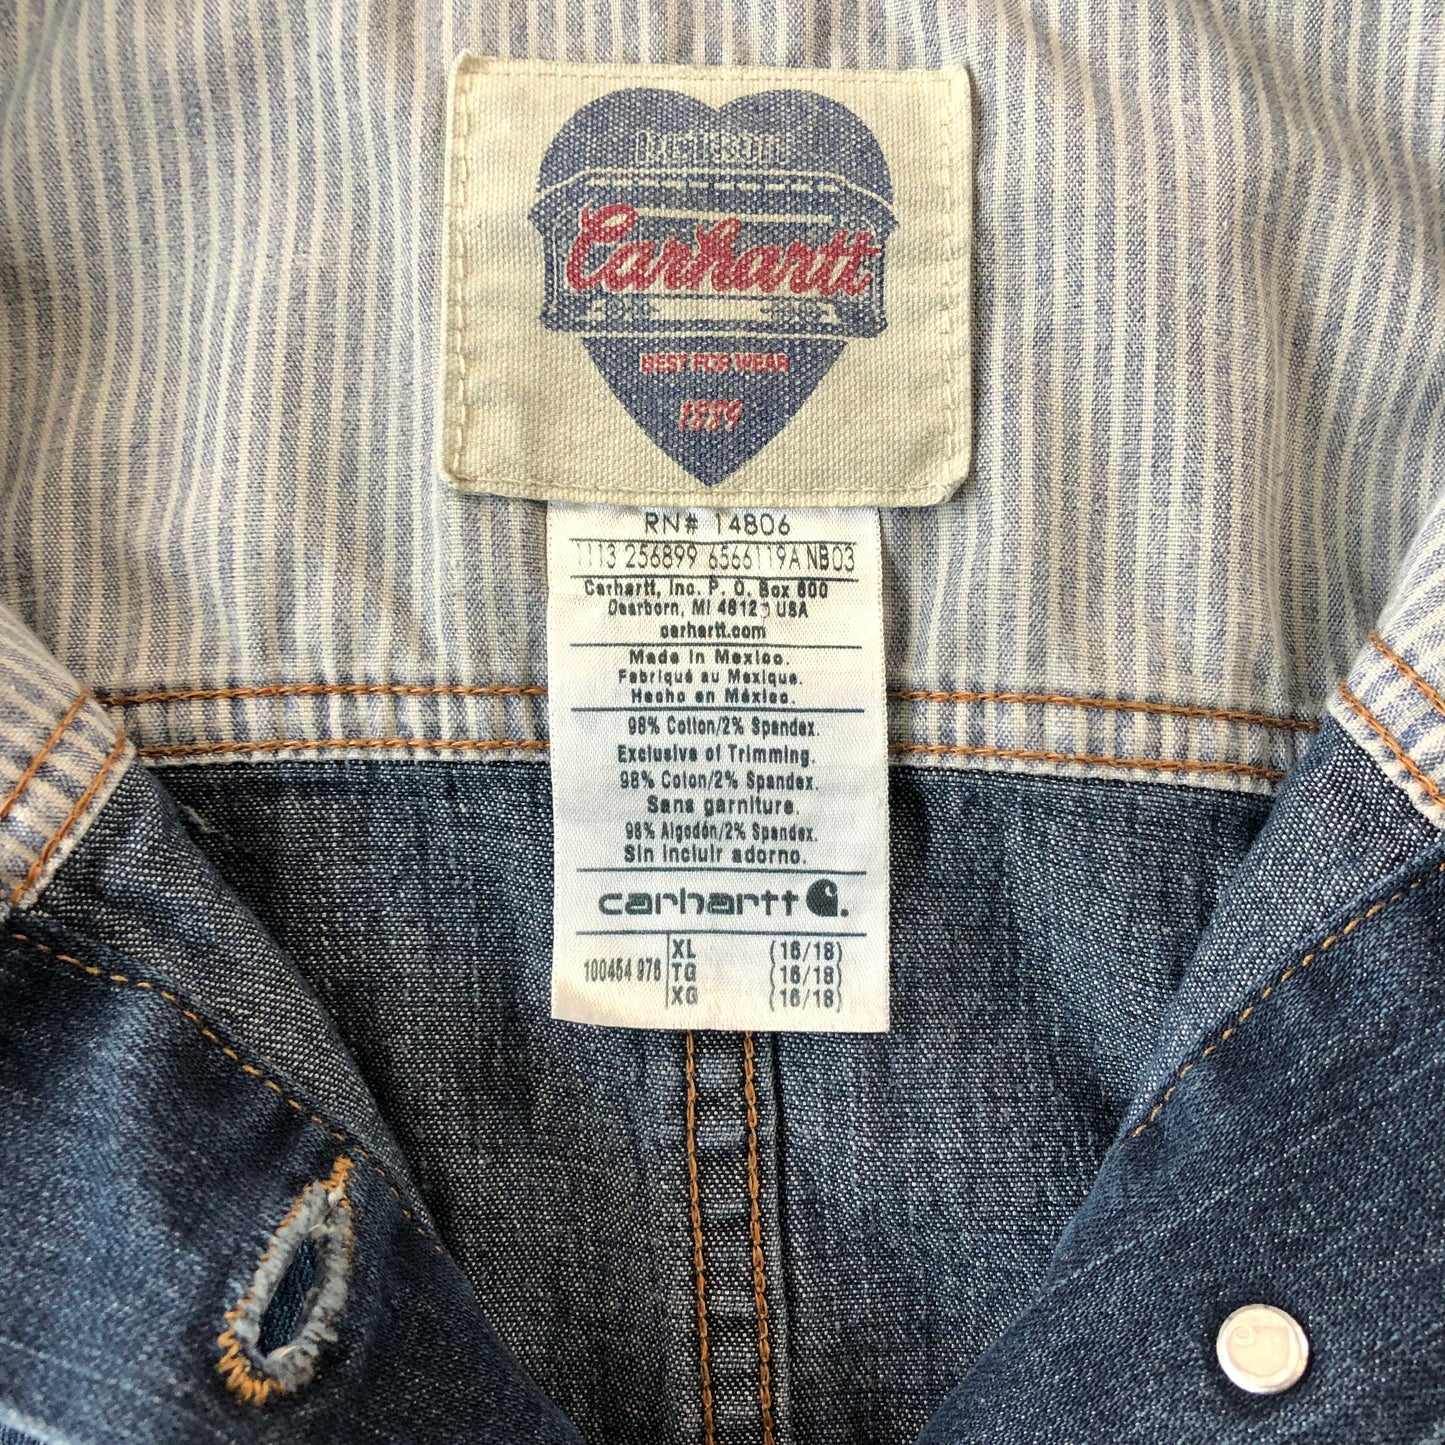 Detroit
Carhartt
BEST FOR WEAR
1889
RN# 14806
1113 256899 6566119A NB03
Carhartt, Inc. P. O. Box 600
Dearborn, MI 48123 USA
carhartt.com
Made in Mexico.
Fabriqué au Mexique.
Hecho en México.
98% Cotton/2% Spandex.
Exclusive of Trimming.
98% Coton/2% Spandex.
Sans garniture.
98% Algodón/2% Spandex.
Sin incluir adorno.
carhartt
100454 976
XL (16/18)
TG (16/18)
XG (16/18)